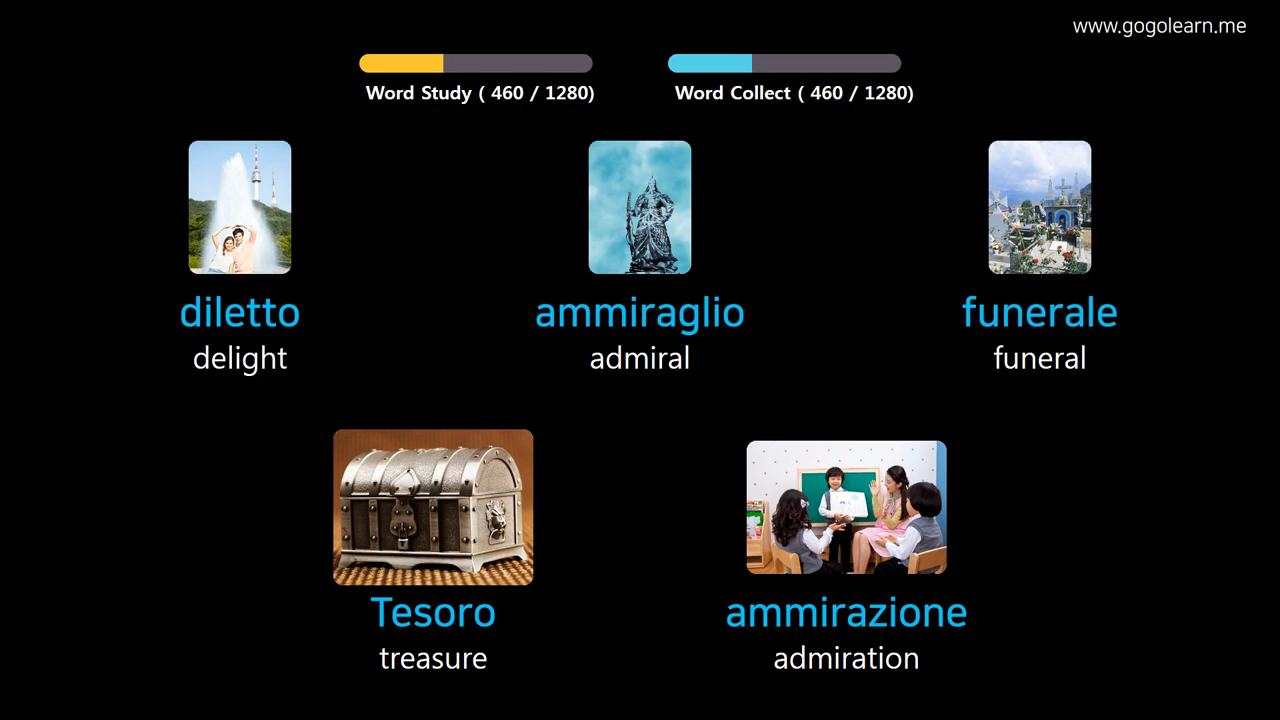 www.gogolearn.me
Word Study ( 460 / 1280)
Word Collect ( 460 / 1280)
diletto
delight
ammiraglio
admiral
funerale
funeral
Tesoro
treasure
ammirazione
admiration